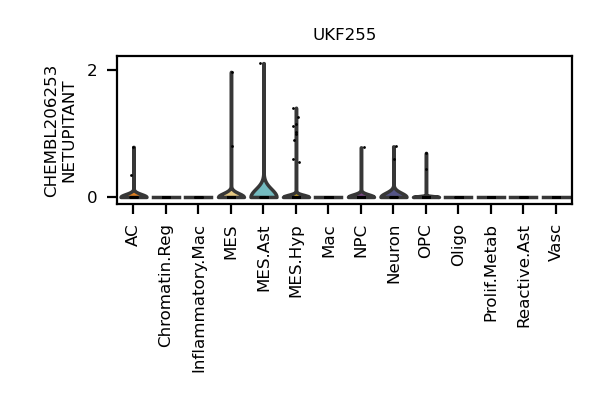 UKF255
CHEMBL206253
NETUPITANT
2
0
AC
Chromatin.Reg
Inflammatory.Mac
MES
MES.Ast
MES.Hyp
Mac
NPC
Neuron
OPC
Oligo
Prolif.Metab
Reactive.Ast
Vasc